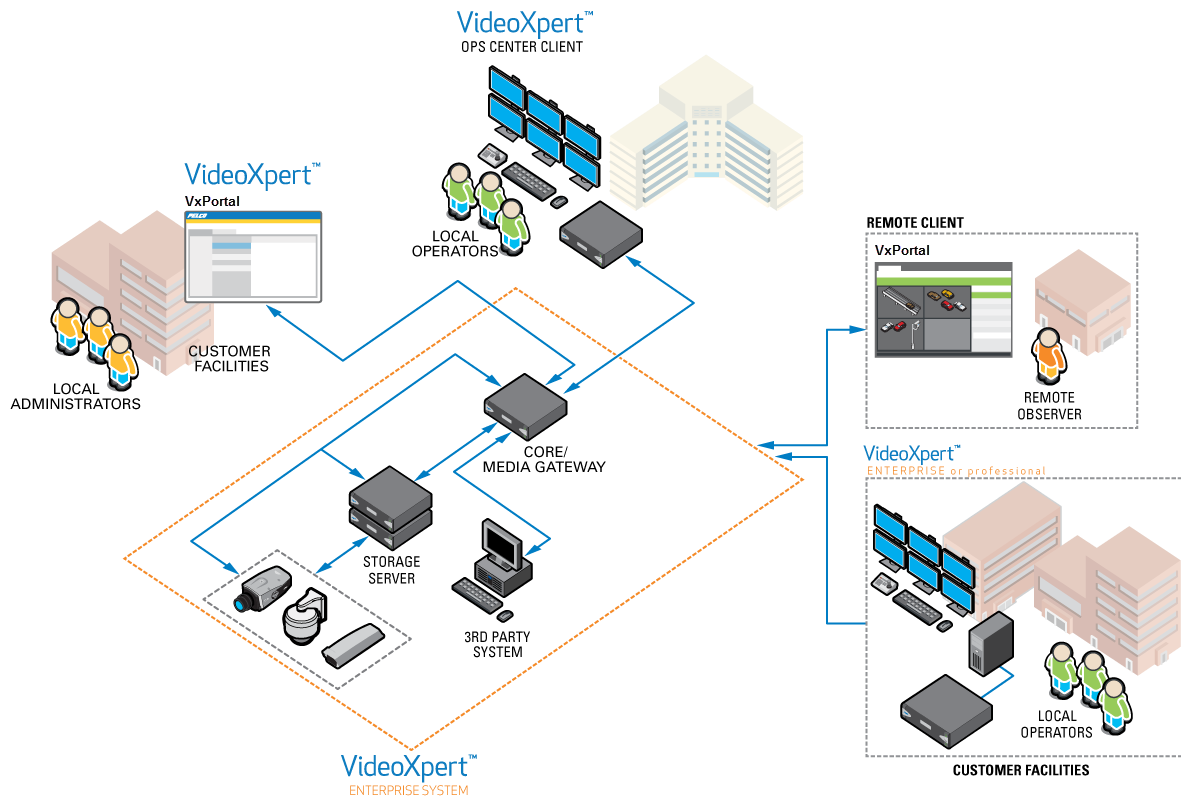 VideoXpert™
OPS CENTER CLIENT
LOCAL
OPERATORS
VideoXpert™
VxPortal
PELCO
CUSTOMER
FACILITIES
LOCAL
ADMINISTRATORS
REMOTE CLIENT
VxPortal
REMOTE
OBSERVER
CORE/
MEDIA GATEWAY
STORAGE
SERVER
3RD PARTY
SYSTEM
VideoXpert™
ENTERPRISE or professional
LOCAL
OPERATORS
CUSTOMER FACILITIES
VideoXpert™
ENTERPRISE SYSTEM